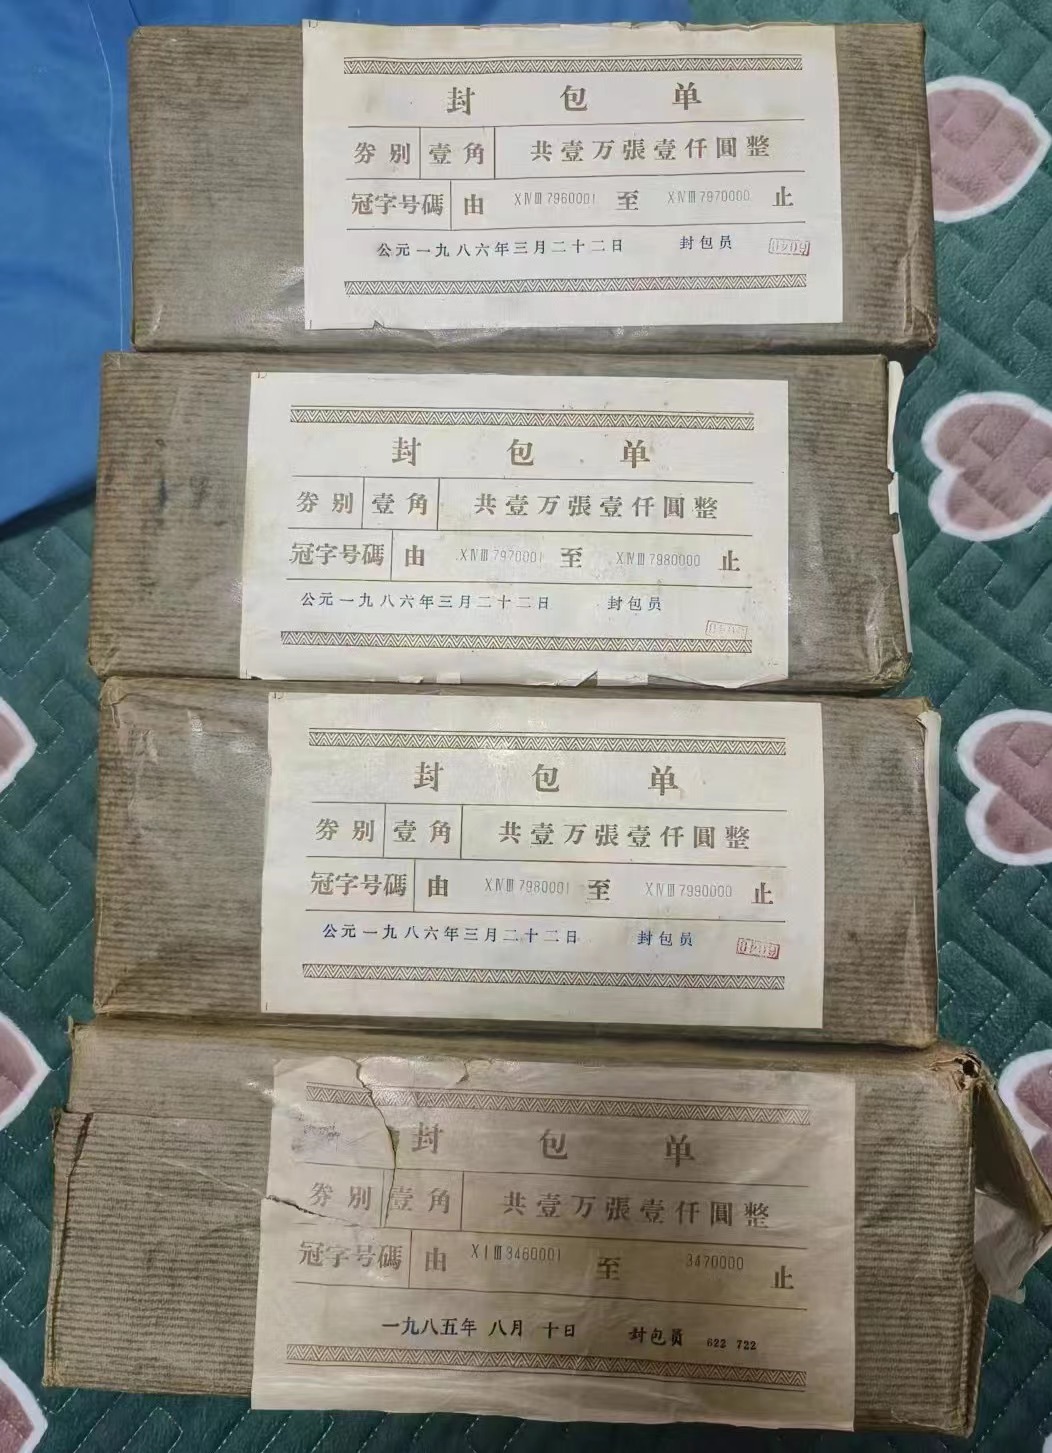 封包单
券别 壹角 共壹万張壹仟圓整
冠字号碼 由 XⅣⅢ 7960001 至 XⅣⅢ 7970000 止
公元一九八六年三月二十二日 封包员
封包单
券别 壹角 共壹万張壹仟圓整
冠字号碼 由 XⅣⅢ 7970001 至 XⅣⅢ 7980000 止
公元一九八六年三月二十二日 封包员
封包单
券别 壹角 共壹万張壹仟圓整
冠字号碼 由 XⅣⅢ 7980001 至 XⅣⅢ 7990000 止
公元一九八六年三月二十二日 封包员
封包单
券别 壹角 共壹万張壹仟圓整
冠字号碼 由 XⅠⅢ 3460001 至 3470000 止
一九八五年 八月 十日 封包员 622 722